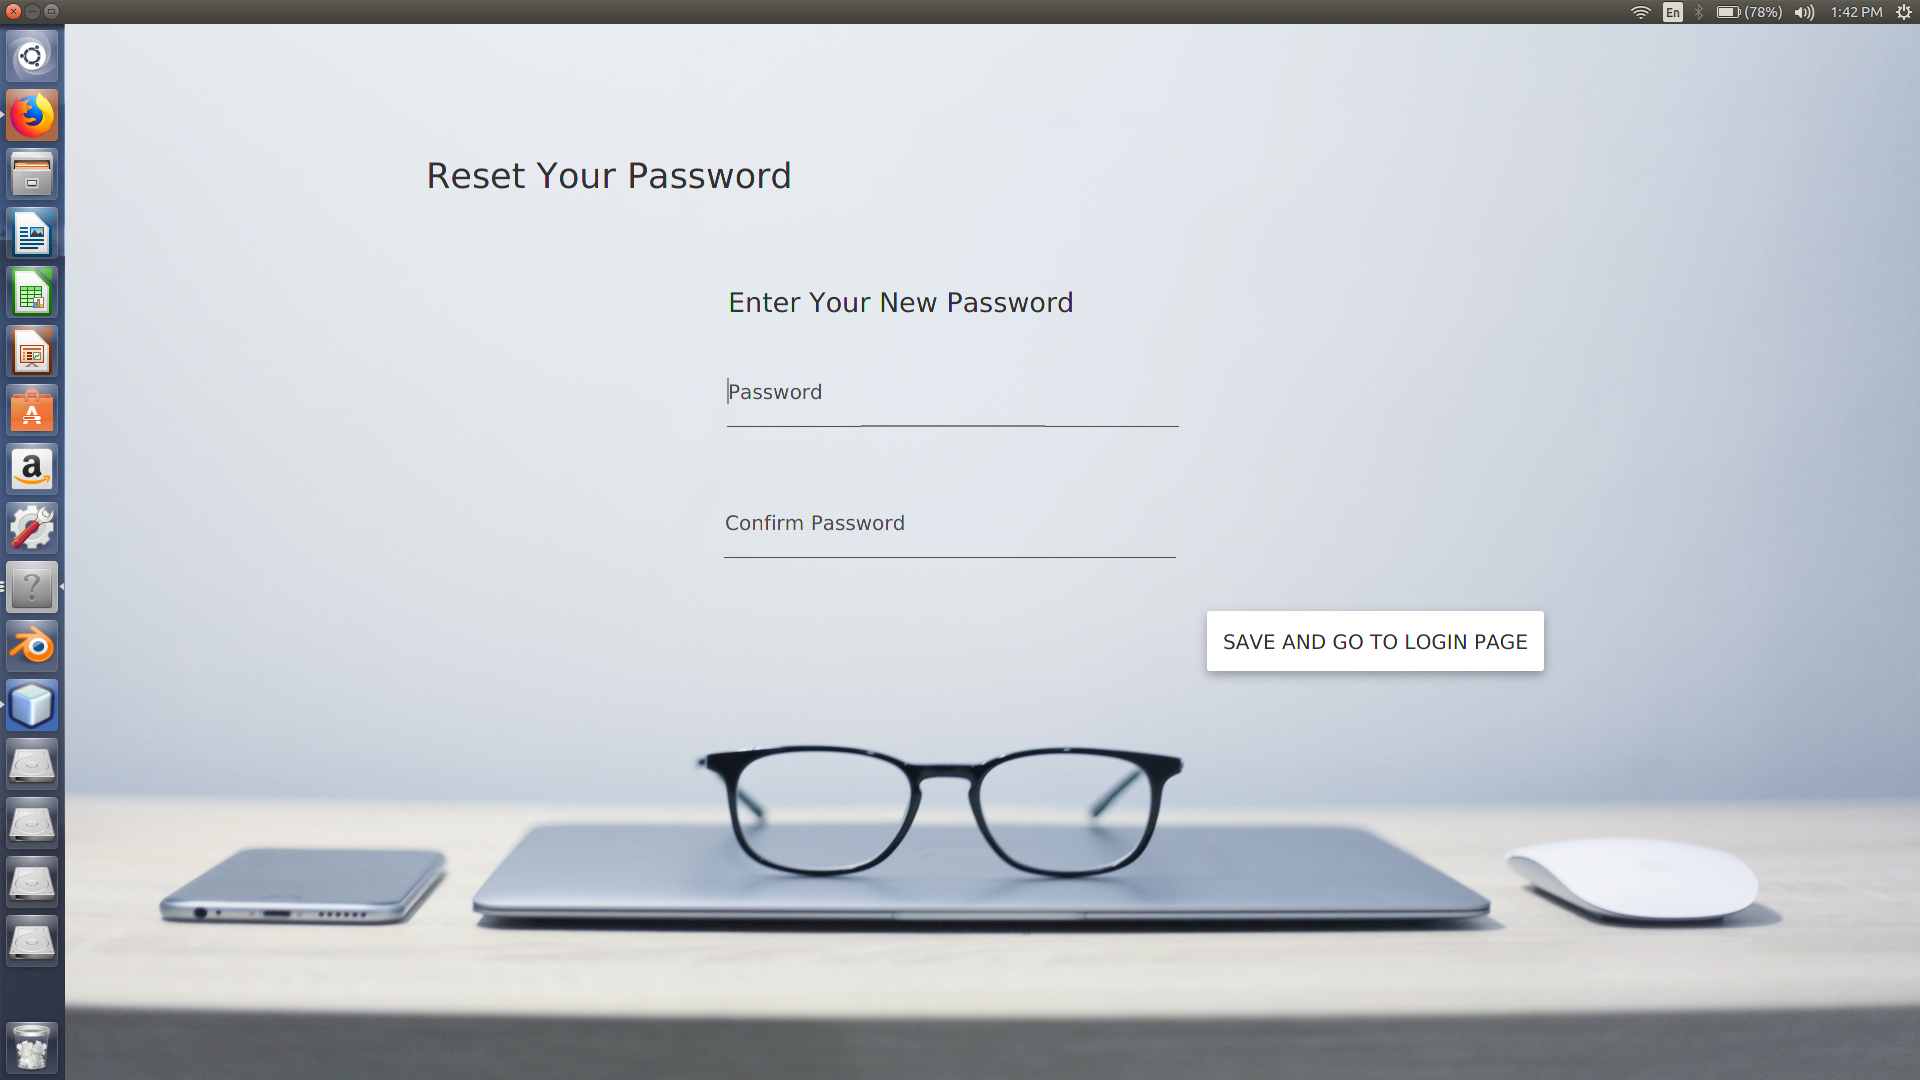 En
(78%)
1:42 PM
Reset Your Password
Enter Your New Password
Password
Confirm Password
SAVE AND GO TO LOGIN PAGE
A
a
?